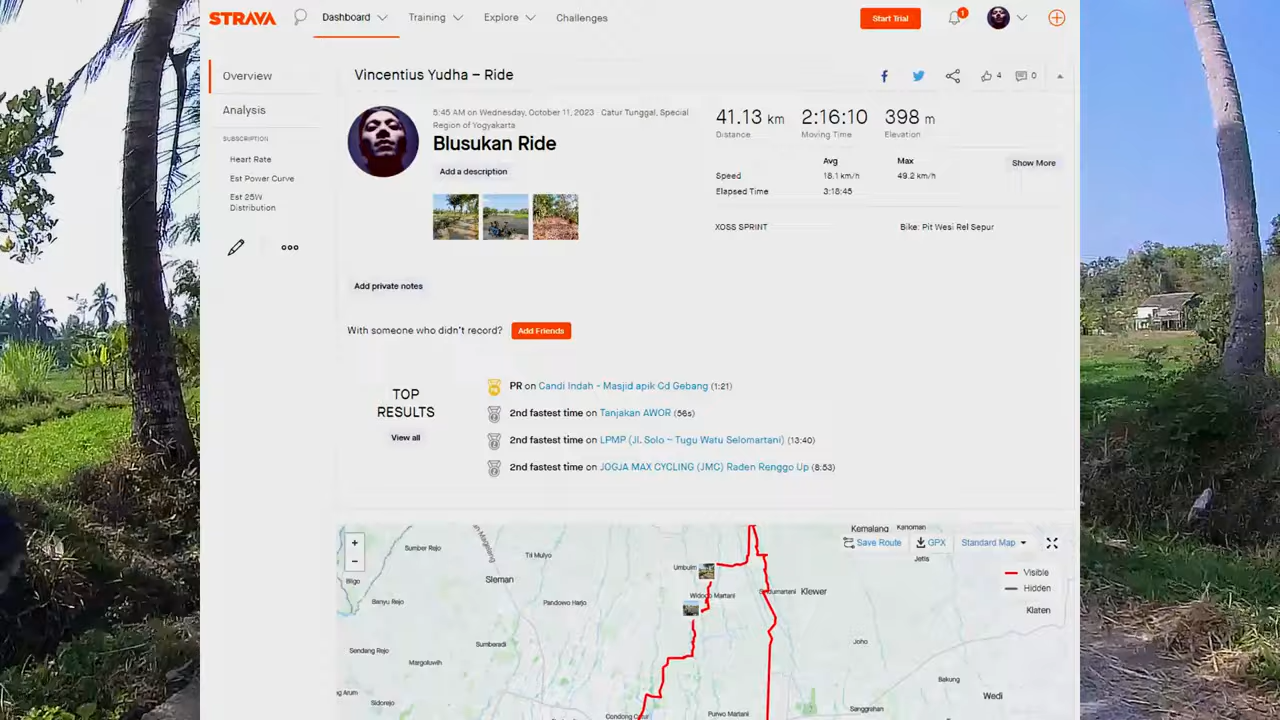 STRAVA Dashboard Training Explore Challenges Start Trial 1
Overview
Analysis
SUBSCRIPTION
Heart Rate
Est Power Curve
Est 25W
Distribution
Vincentius Yudha – Ride
4 0
5:45 AM on Wednesday, October 11, 2023 · Catur Tunggal, Special
Region of Yogyakarta
Blusukan Ride
Add a description
41.13 km 2:16:10 398 m
Distance Moving Time Elevation
Avg Max
Show More
Speed 18.1 km/h 49.2 km/h
Elapsed Time 3:18:45
XOSS SPRINT Bike: Pit Wesi Rel Sepur
Add private notes
With someone who didn't record? Add Friends
TOP
RESULTS
View all
PR on Candi Indah - Masjid apik Gd Gebang (1:21)
2nd fastest time on Tanjakan AWOR (56s)
2nd fastest time on LPMP (Jl. Solo ~ Tugu Watu Selomartani) (13:40)
2nd fastest time on JOGJA MAX CYCLING (JMC) Raden Renggo Up (8:53)
+
−
Kemalang
Save Route GPX Standard Map
Sumber Rejo
Magelang
Til Mulyo
Jetis
Umbulm
Visible
Bligo
Sleman
Hidden
Banyu Rejo
Pandowo Harjo
Widodo Martani
Klewer
Klaten
Sendang Rejo
Sumberadi
Joho
Margoluwih
Bakung
ng Arum
Sidorejo
Wedi
Condong Catur
Purwo Martani
Sanggrahan